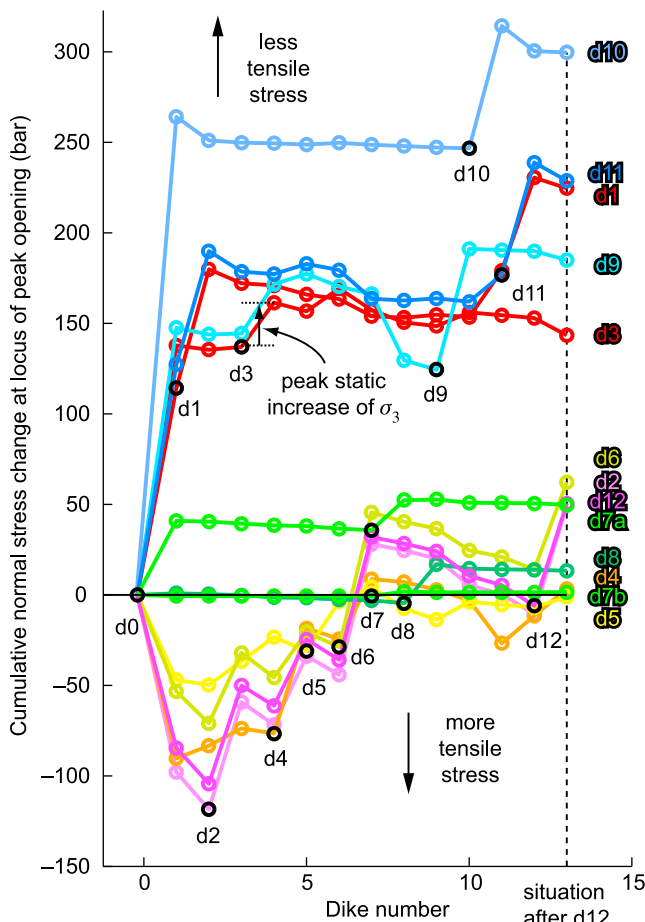 300
250
200
150
100
50
0
−50
−100
−150
Cumulative normal stress change at locus of peak opening (bar)
less
tensile
stress
d10
d10
d11
d1
d9
d3
d11
d1
d3
d9
peak static
increase of σ3
d6
d2
d12
d7a
d8
d4
d7b
d5
d0
d7
d8
d12
d6
d5
d4
d2
more
tensile
stress
0
5
10
15
Dike number
situation
after d12